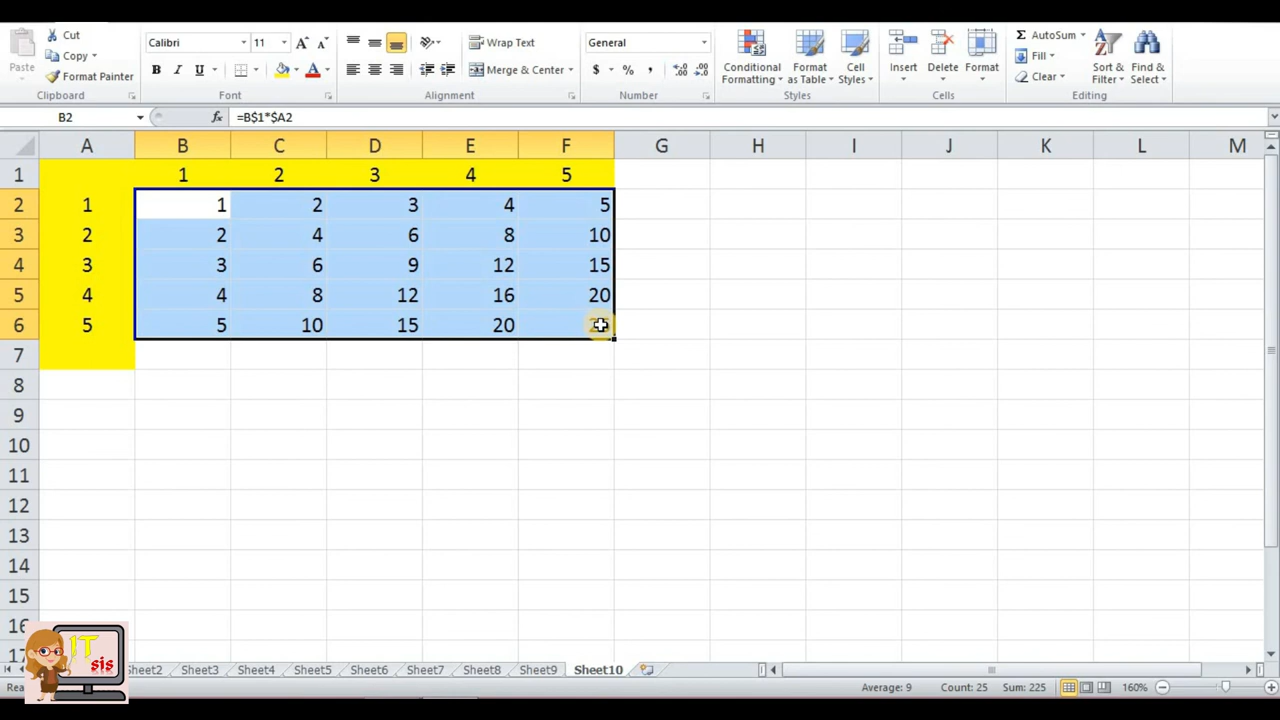 Cut
Copy
Format Painter
Paste
Clipboard
Calibri
11
B I U
Font
Wrap Text
Merge & Center
Alignment
General
$ % ,
Number
Conditional Formatting
Format as Table
Cell Styles
Styles
Insert
Delete
Format
Cells
Σ AutoSum
Fill
Clear
Sort & Filter
Find & Select
Editing
B2
fx
=B$1*$A2
A B C D E F G H I J K L M
1 1 2 3 4 5
2 1 1 2 3 4 5
3 2 2 4 6 8 10
4 3 3 6 9 12 15
5 4 4 8 12 16 20
6 5 5 10 15 20
7
8
9
10
11
12
13
14
15
16
17
IT
sis
Sheet2 Sheet3 Sheet4 Sheet5 Sheet6 Sheet7 Sheet8 Sheet9 Sheet10
Average: 9 Count: 25 Sum: 225 160%